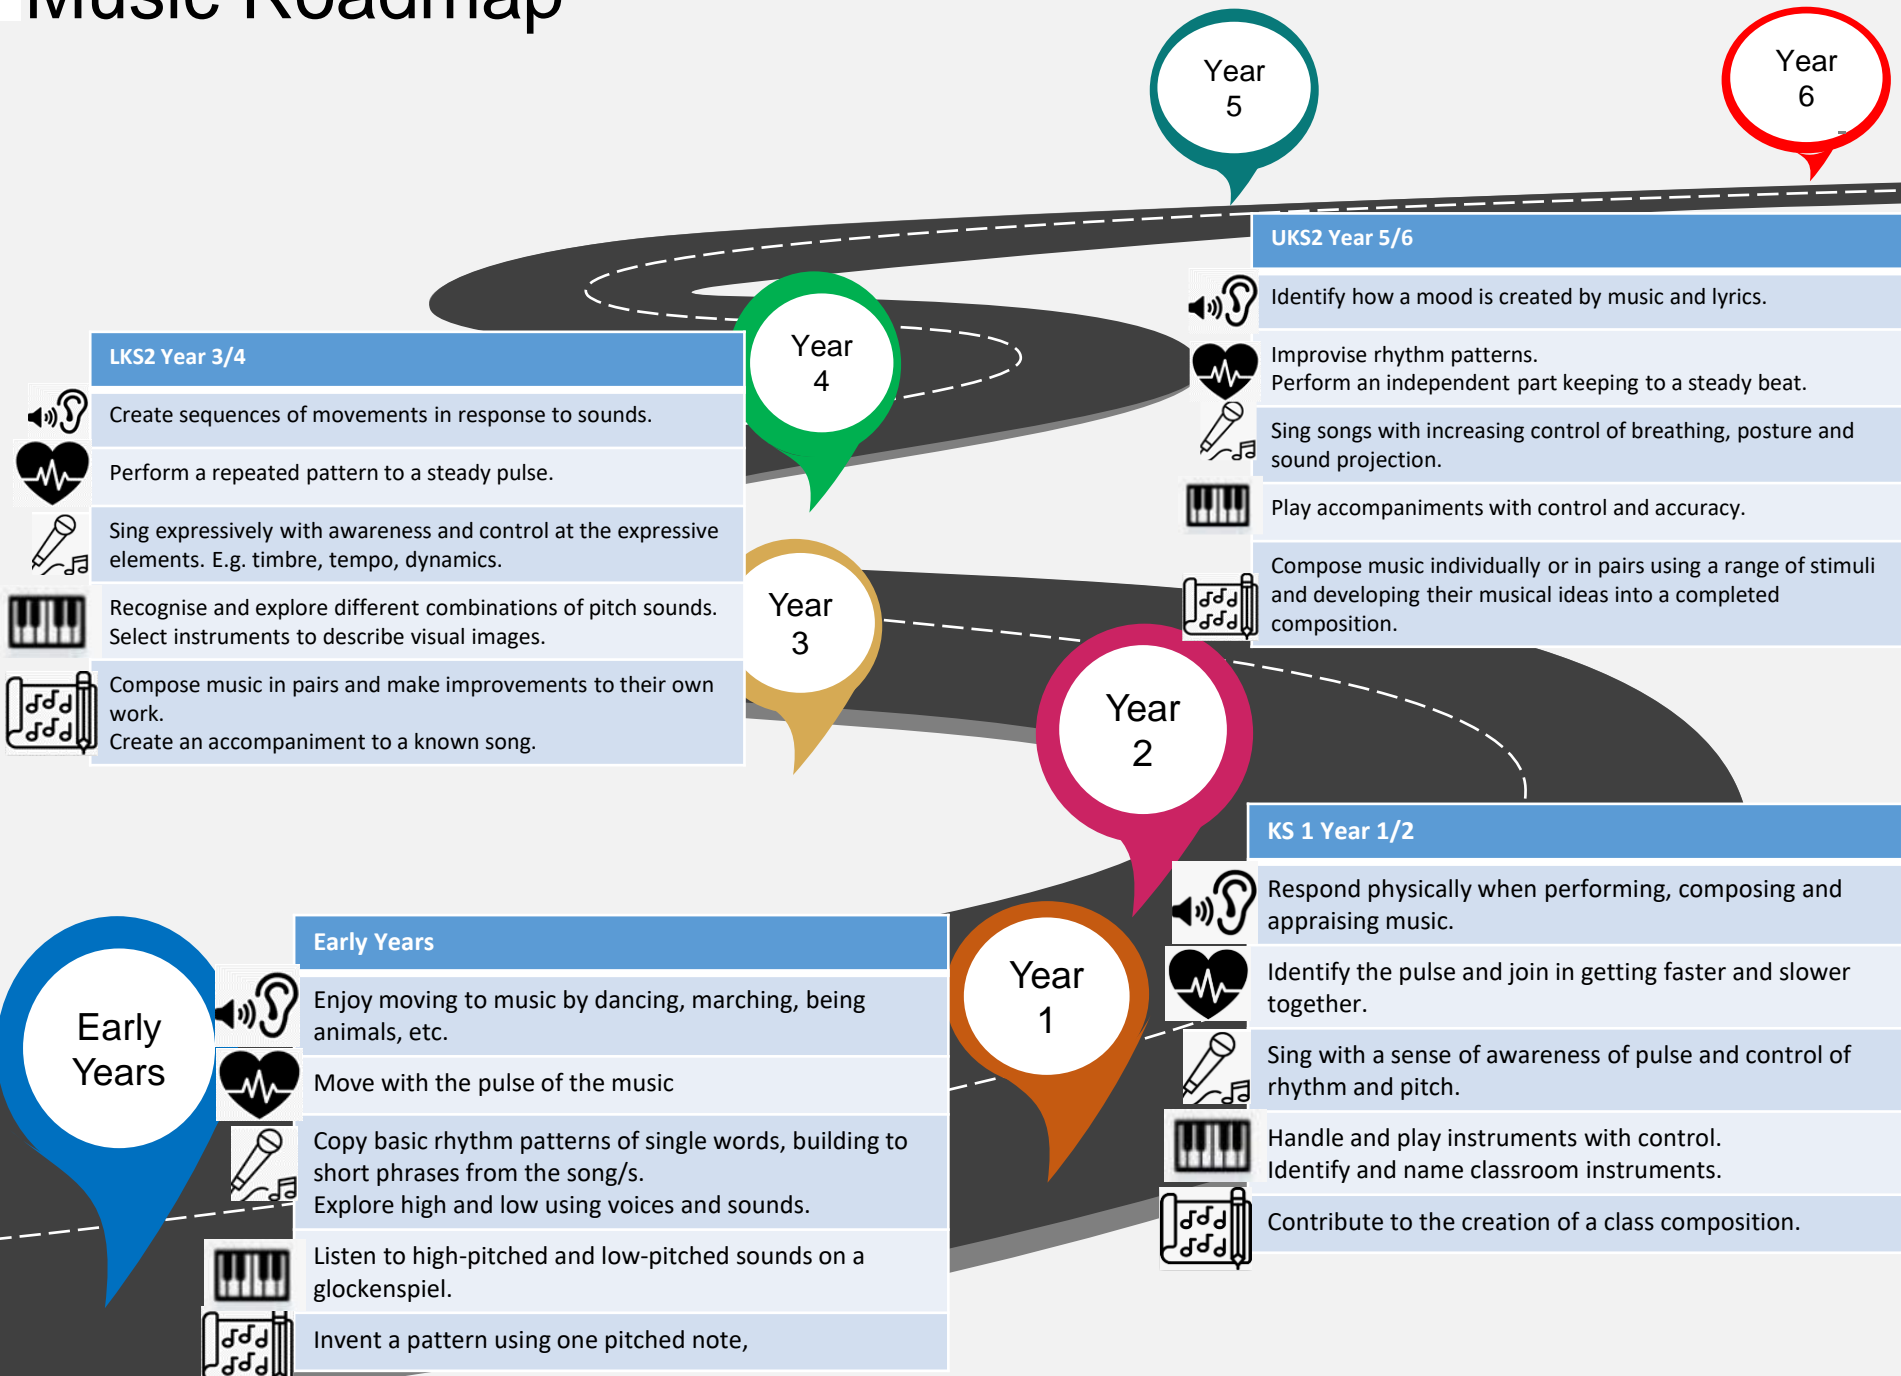 Music Roadmap
Year
5
Year
6
UKS2 Year 5/6
Identify how a mood is created by music and lyrics.
Improvise rhythm patterns.
Perform an independent part keeping to a steady beat.
Sing songs with increasing control of breathing, posture and
sound projection.
Play accompaniments with control and accuracy.
Compose music individually or in pairs using a range of stimuli
and developing their musical ideas into a completed
composition.
Year
4
LKS2 Year 3/4
Create sequences of movements in response to sounds.
Perform a repeated pattern to a steady pulse.
Sing expressively with awareness and control at the expressive
elements. E.g. timbre, tempo, dynamics.
Recognise and explore different combinations of pitch sounds.
Select instruments to describe visual images.
Compose music in pairs and make improvements to their own
work.
Create an accompaniment to a known song.
Year
3
Year
2
KS 1 Year 1/2
Respond physically when performing, composing and
appraising music.
Identify the pulse and join in getting faster and slower
together.
Sing with a sense of awareness of pulse and control of
rhythm and pitch.
Handle and play instruments with control.
Identify and name classroom instruments.
Contribute to the creation of a class composition.
Year
1
Early
Years
Early Years
Enjoy moving to music by dancing, marching, being
animals, etc.
Move with the pulse of the music
Copy basic rhythm patterns of single words, building to
short phrases from the song/s.
Explore high and low using voices and sounds.
Listen to high-pitched and low-pitched sounds on a
glockenspiel.
Invent a pattern using one pitched note,